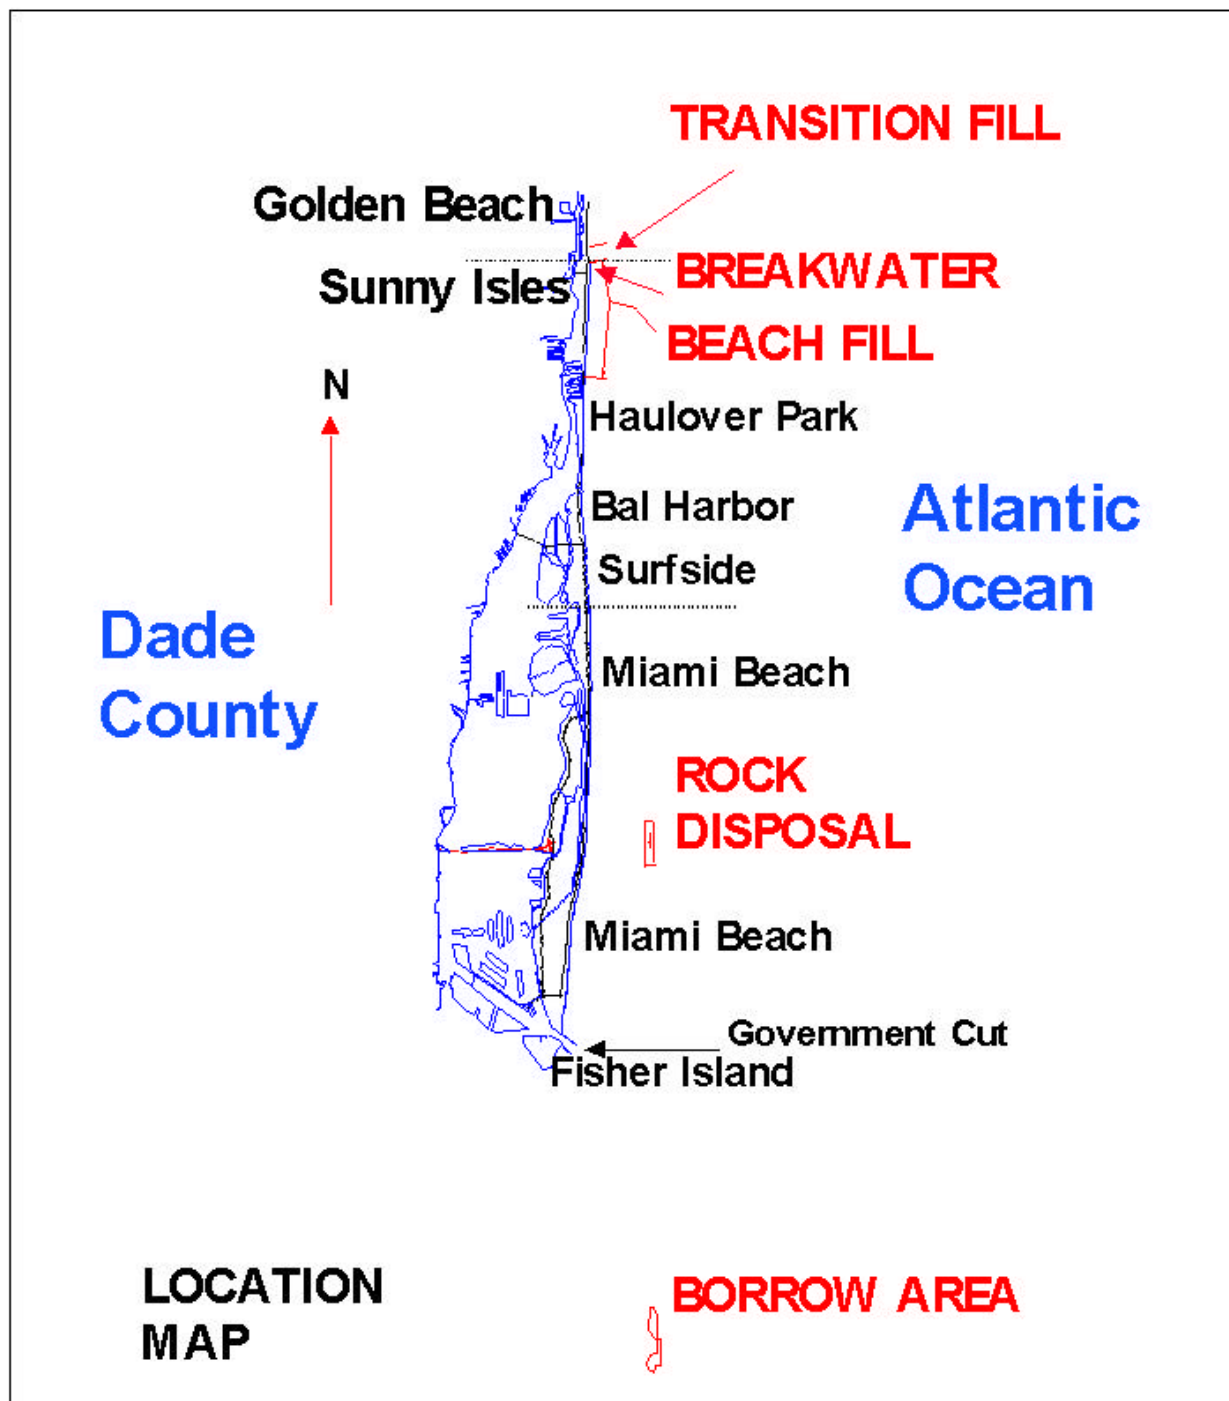 TRANSITION FILL
Golden Beach
BREAKWATER
Sunny Isles
BEACH FILL
N
Haulover Park
Bal Harbor
Atlantic
Ocean
Surfside
Dade
County
Miami Beach
ROCK
DISPOSAL
Miami Beach
Government Cut
Fisher Island
LOCATION
MAP
BORROW AREA